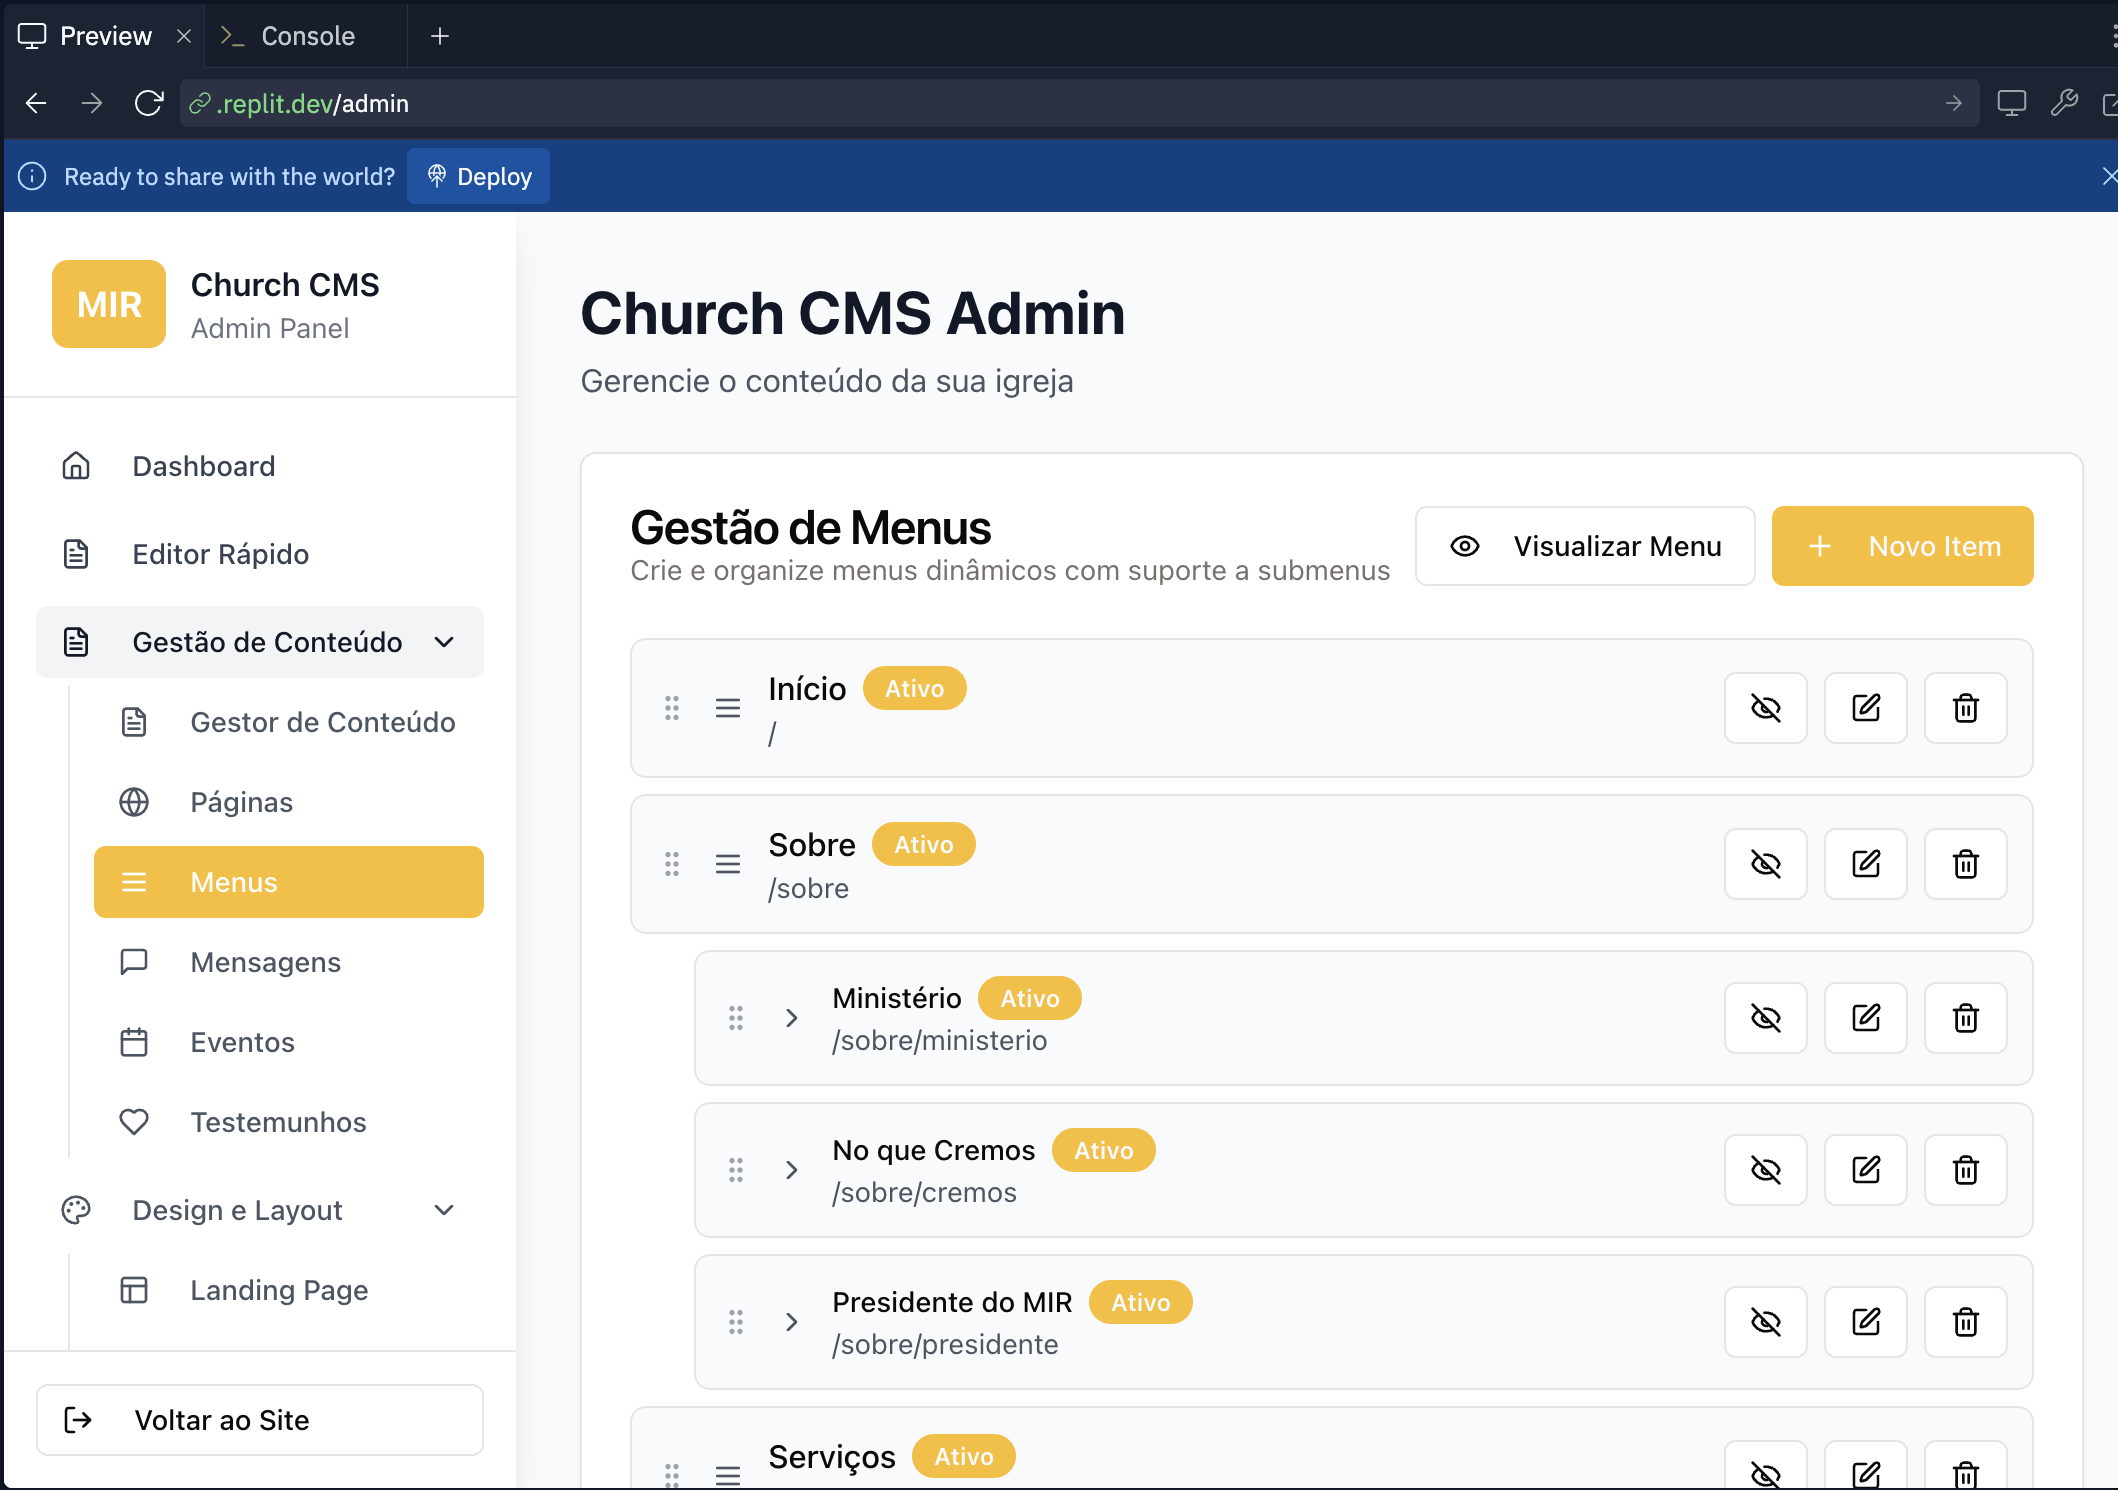 Preview
Console
.replit.dev/admin
Ready to share with the world?
Deploy
MIR
Church CMS
Admin Panel
Dashboard
Editor Rápido
Gestão de Conteúdo
Gestor de Conteúdo
Páginas
Menus
Mensagens
Eventos
Testemunhos
Design e Layout
Landing Page
Voltar ao Site
Church CMS Admin
Gerencie o conteúdo da sua igreja
Gestão de Menus
Crie e organize menus dinâmicos com suporte a submenus
Visualizar Menu
Novo Item
Início Ativo
/
Sobre Ativo
/sobre
Ministério Ativo
/sobre/ministerio
No que Cremos Ativo
/sobre/cremos
Presidente do MIR Ativo
/sobre/presidente
Serviços Ativo